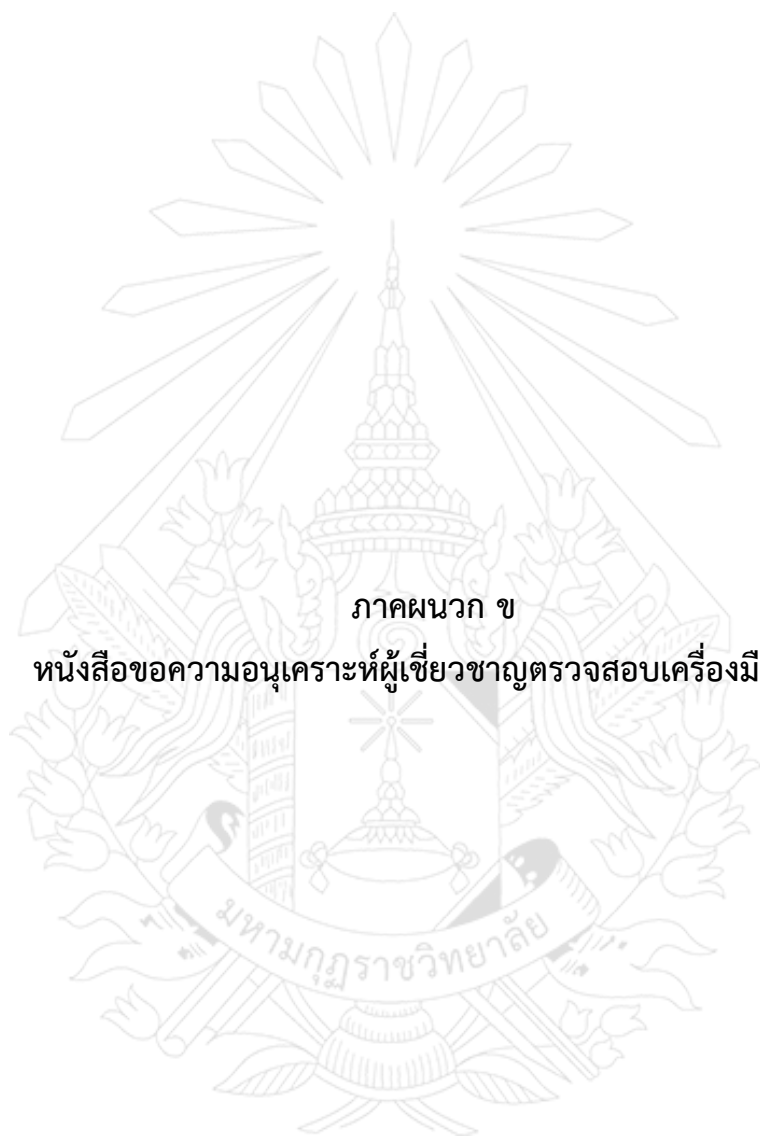 ภาคผนวก ข
หนังสือขอความอนุเคราะห์ผู้เชี่ยวชาญตรวจสอบเครื่องมื
มหามกุฏราชวิทยาลัย